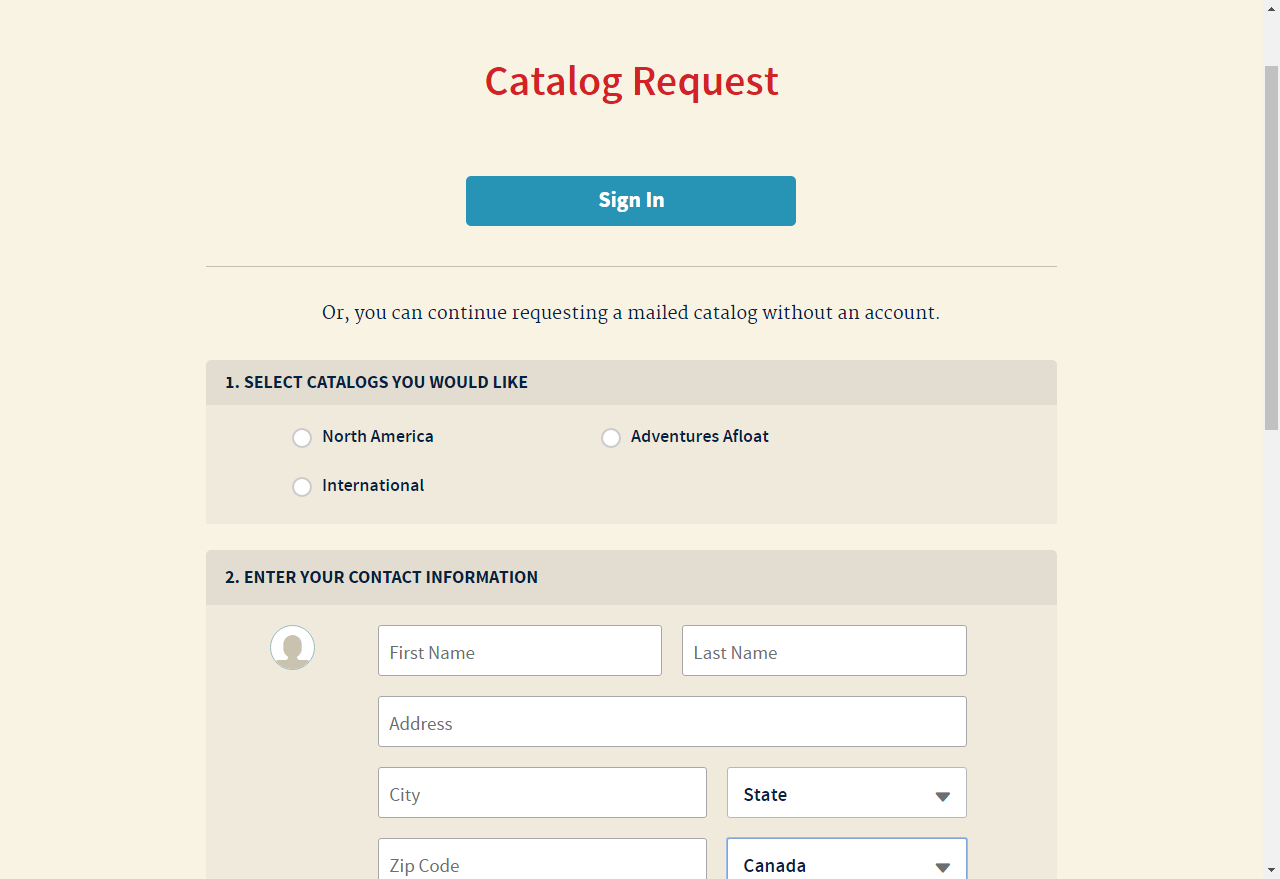 Catalog Request
Sign In
Or, you can continue requesting a mailed catalog without an account.
1. SELECT CATALOGS YOU WOULD LIKE
North America
Adventures Afloat
International
2. ENTER YOUR CONTACT INFORMATION
First Name
Last Name
Address
City
State
Zip Code
Canada